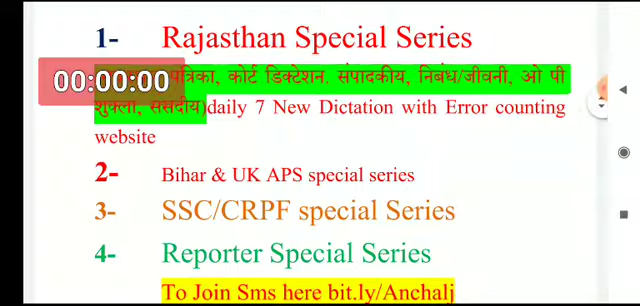 1- Rajasthan Special Series
00:00:00 पत्रिका, कोर्ट डिक्टेशन. संपादकीय, निबंध/जीवनी, ओ पी
शुक्ला, संसदीय)daily 7 New Dictation with Error counting
website
2- Bihar & UK APS special series
3- SSC/CRPF special Series
4- Reporter Special Series
To Join Sms here bit.ly/Anchalj